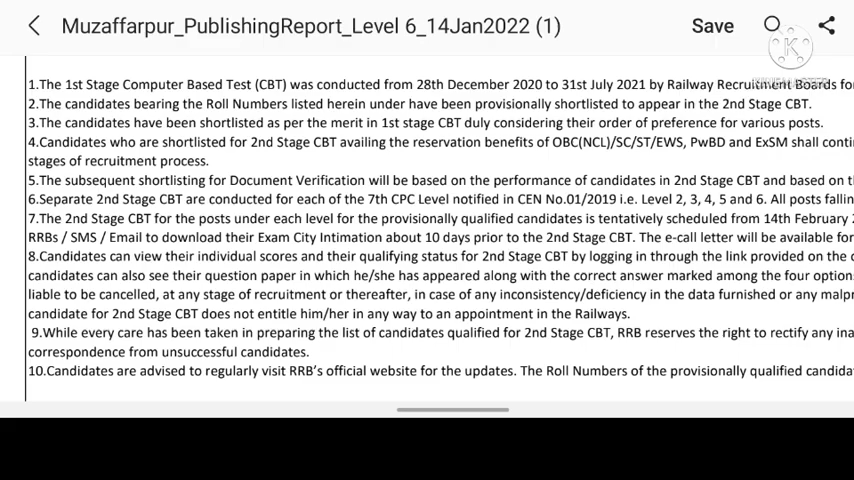 Muzaffarpur_PublishingReport_Level 6_14Jan2022 (1) Save
1.The 1st Stage Computer Based Test (CBT) was conducted from 28th December 2020 to 31st July 2021 by Railway Recruitment Boards fo
2.The candidates bearing the Roll Numbers listed herein under have been provisionally shortlisted to appear in the 2nd Stage CBT.
3.The candidates have been shortlisted as per the merit in 1st stage CBT duly considering their order of preference for various posts.
4.Candidates who are shortlisted for 2nd Stage CBT availing the reservation benefits of OBC(NCL)/SC/ST/EWS, PwBD and ExSM shall conti
stages of recruitment process.
5.The subsequent shortlisting for Document Verification will be based on the performance of candidates in 2nd Stage CBT and based on th
6.Separate 2nd Stage CBT are conducted for each of the 7th CPC Level notified in CEN No.01/2019 i.e. Level 2, 3, 4, 5 and 6. All posts fallin
7.The 2nd Stage CBT for the posts under each level for the provisionally qualified candidates is tentatively scheduled from 14th February 2
RRBs / SMS / Email to download their Exam City Intimation about 10 days prior to the 2nd Stage CBT. The e-call letter will be available for
8.Candidates can view their individual scores and their qualifying status for 2nd Stage CBT by logging in through the link provided on the o
candidates can also see their question paper in which he/she has appeared along with the correct answer marked among the four option
liable to be cancelled, at any stage of recruitment or thereafter, in case of any inconsistency/deficiency in the data furnished or any malpr
candidate for 2nd Stage CBT does not entitle him/her in any way to an appointment in the Railways.
9.While every care has been taken in preparing the list of candidates qualified for 2nd Stage CBT, RRB reserves the right to rectify any ina
correspondence from unsuccessful candidates.
10.Candidates are advised to regularly visit RRB's official website for the updates. The Roll Numbers of the provisionally qualified candida